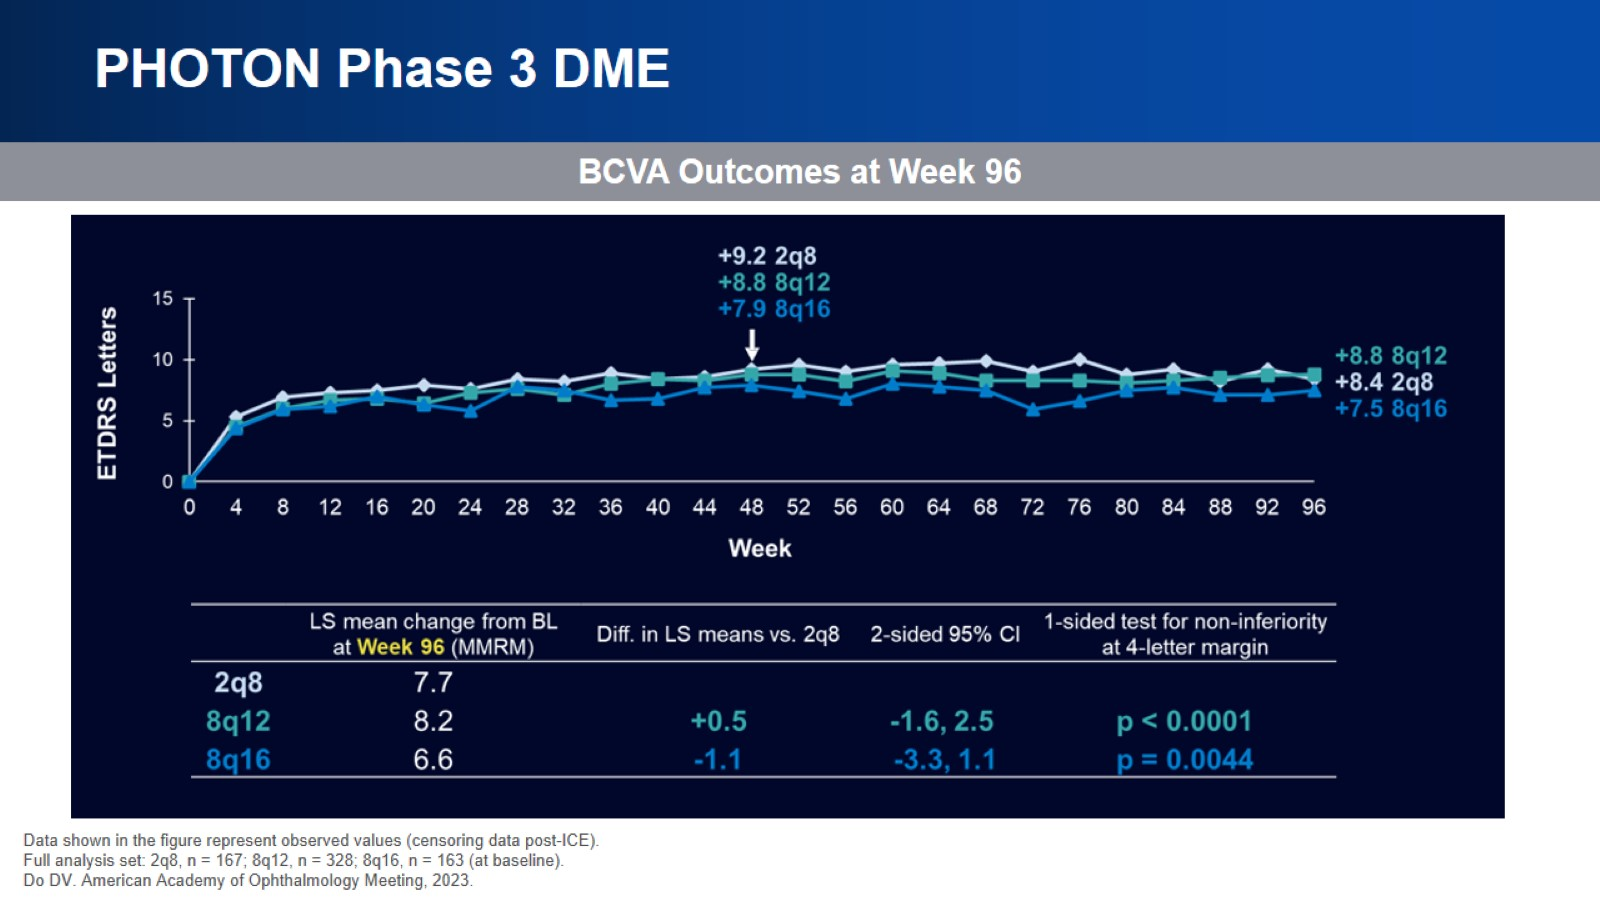 PHOTON Phase 3 DME
BCVA Outcomes at Week 96
+9.2 2q8
+8.8 8q12
+7.9 8q16
ETDRS Letters
15
10
5
0
+8.8 8q12
+8.4 2q8
+7.5 8q16
0 4 8 12 16 20 24 28 32 36 40 44 48 52 56 60 64 68 72 76 80 84 88 92 96
Week
LS mean change from BL
at Week 96 (MMRM)
Diff. in LS means vs. 2q8
2-sided 95% CI
1-sided test for non-inferiority
at 4-letter margin
2q8 7.7
8q12 8.2 +0.5 -1.6, 2.5 p < 0.0001
8q16 6.6 -1.1 -3.3, 1.1 p = 0.0044
Data shown in the figure represent observed values (censoring data post-ICE).
Full analysis set: 2q8, n = 167; 8q12, n = 328; 8q16, n = 163 (at baseline).
Do DV. American Academy of Ophthalmology Meeting, 2023.